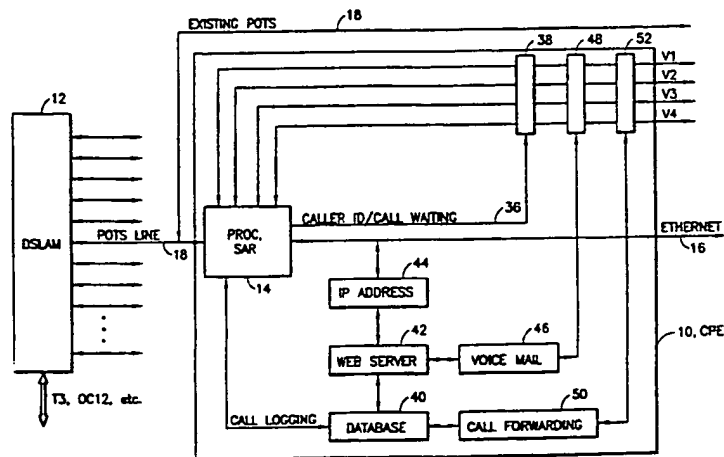 EXISTING POTS
18
38
48
52
V1
V2
V3
V4
12
DSLAM
POTS LINE
18
PROC,
SAR
14
CALLER ID/CALL WAITING
36
ETHERNET
16
IP ADDRESS
44
WEB SERVER
42
VOICE MAIL
46
10, CPE
T3, OC12, etc.
CALL LOGGING
DATABASE
40
CALL FORWARDING
50